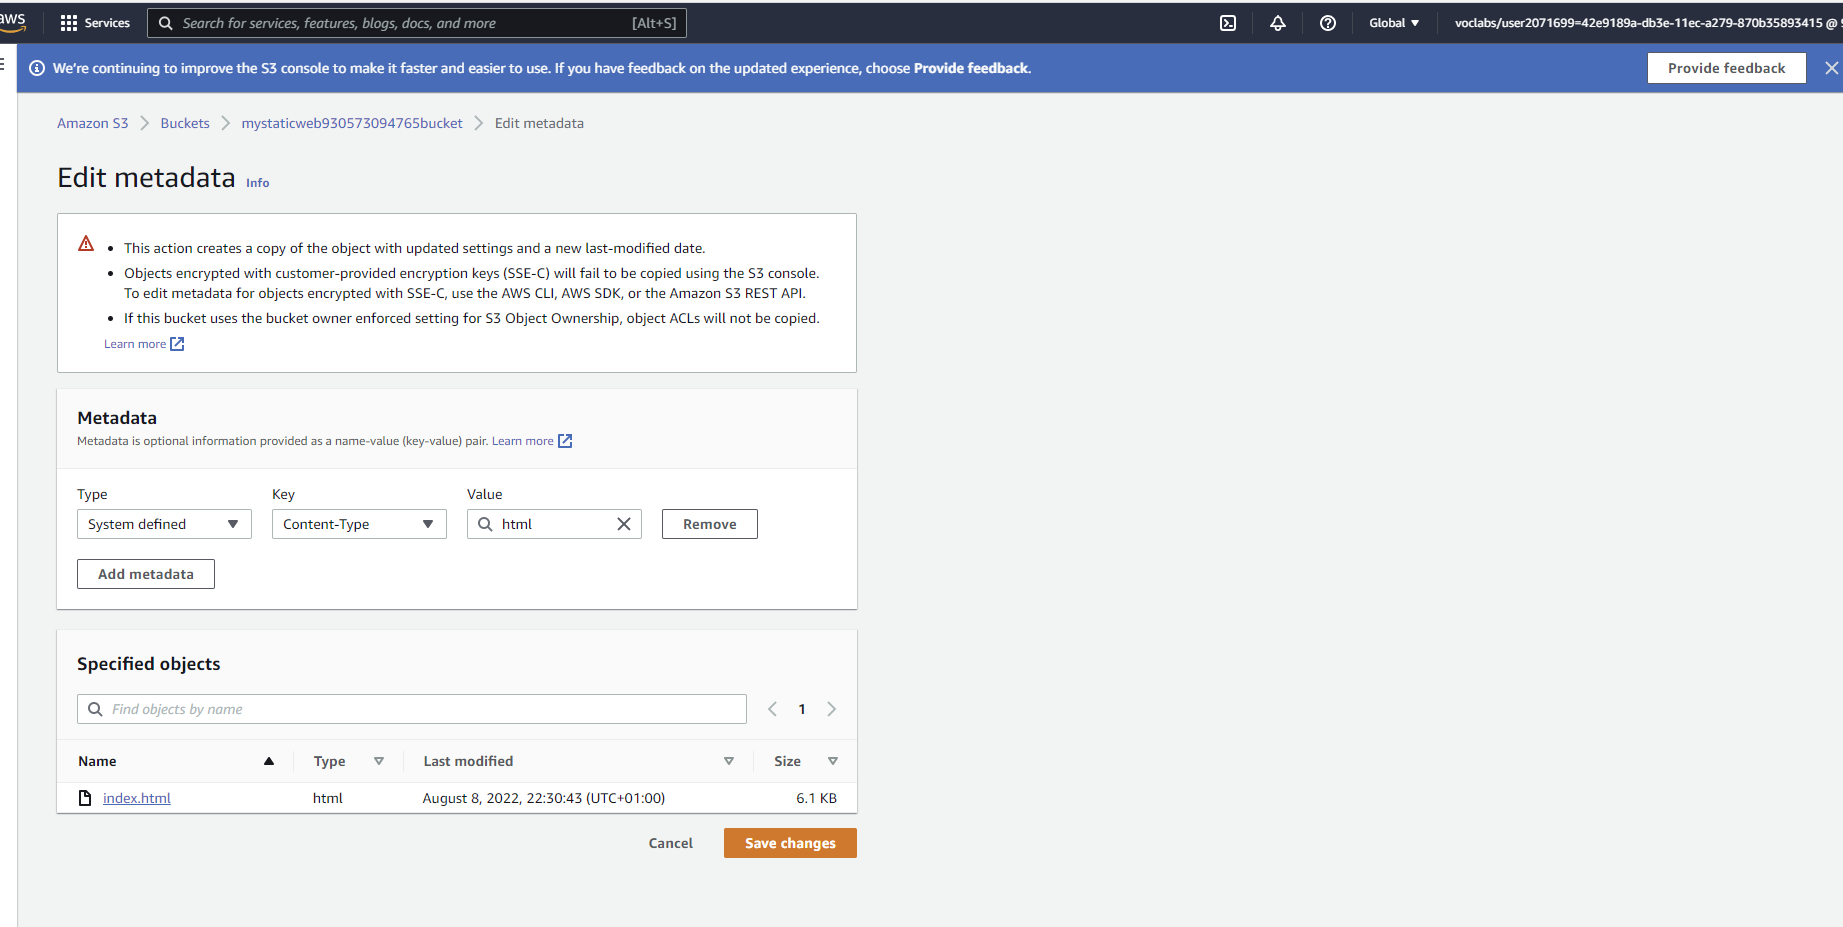 aws
Services
Search for services, features, blogs, docs, and more [Alt+S]
Global
voclabs/user2071699=42e9189a-db3e-11ec-a279-870b35893415 @
We're continuing to improve the S3 console to make it faster and easier to use. If you have feedback on the updated experience, choose Provide feedback.
Provide feedback
Amazon S3 Buckets mystaticweb930573094765bucket Edit metadata
Edit metadata Info
• This action creates a copy of the object with updated settings and a new last-modified date.
• Objects encrypted with customer-provided encryption keys (SSE-C) will fail to be copied using the S3 console.
To edit metadata for objects encrypted with SSE-C, use the AWS CLI, AWS SDK, or the Amazon S3 REST API.
• If this bucket uses the bucket owner enforced setting for S3 Object Ownership, object ACLs will not be copied.
Learn more
Metadata
Metadata is optional information provided as a name-value (key-value) pair. Learn more
Type Key Value
System defined Content-Type html Remove
Add metadata
Specified objects
Find objects by name 1
Name Type Last modified Size
index.html html August 8, 2022, 22:30:43 (UTC+01:00) 6.1 KB
Cancel Save changes